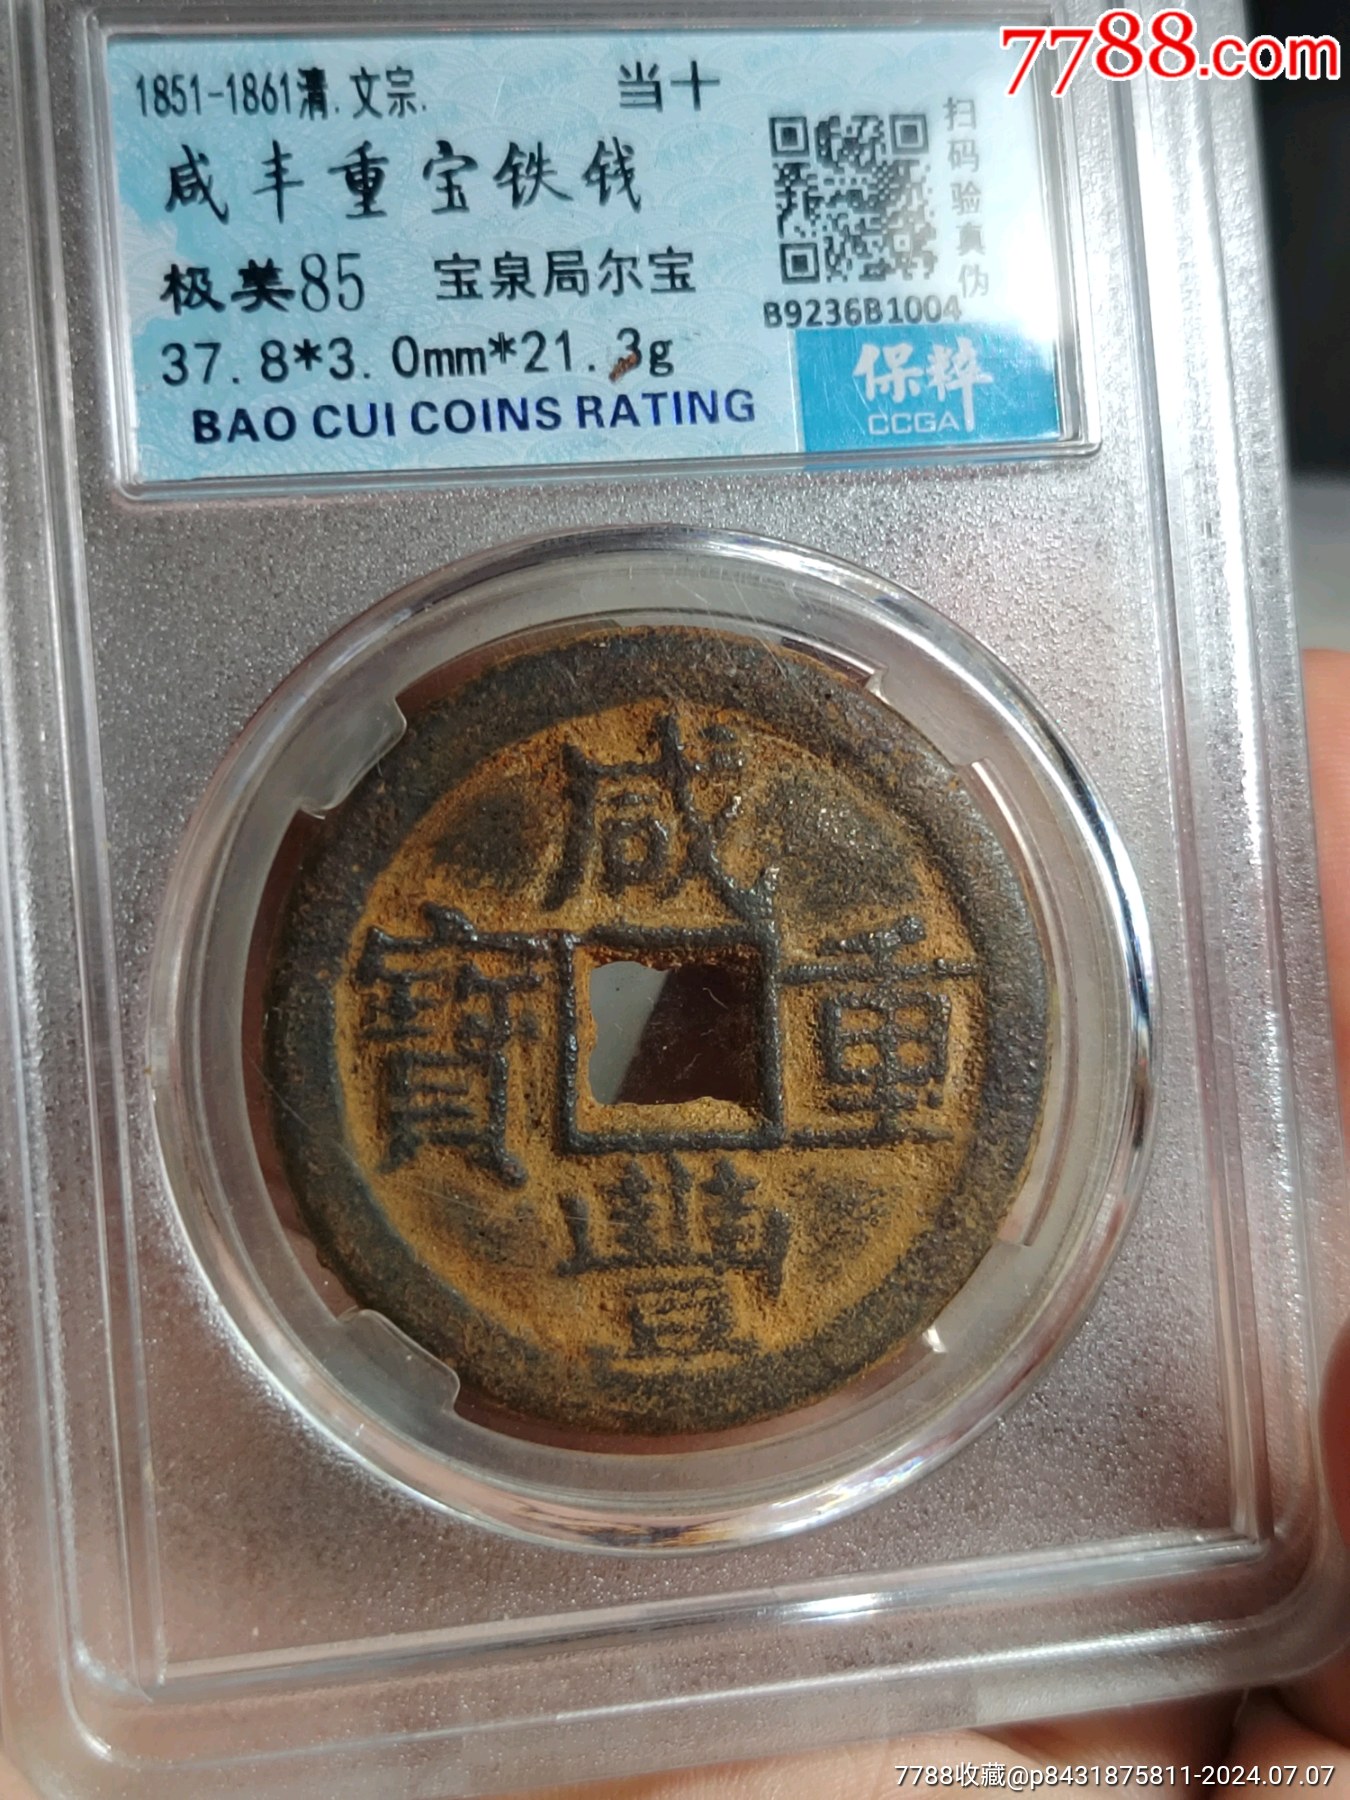 7788.com
1851-1861清.文宗. 当十
咸丰重宝铁钱
极美85 宝泉局尔宝
37.8*3.0mm*21.3g
BAO CUI COINS RATING
扫码验真伪
B9236B1004
保粹
CCGA
咸
寶 重
豐
7788收藏@p8431875811-2024.07.07